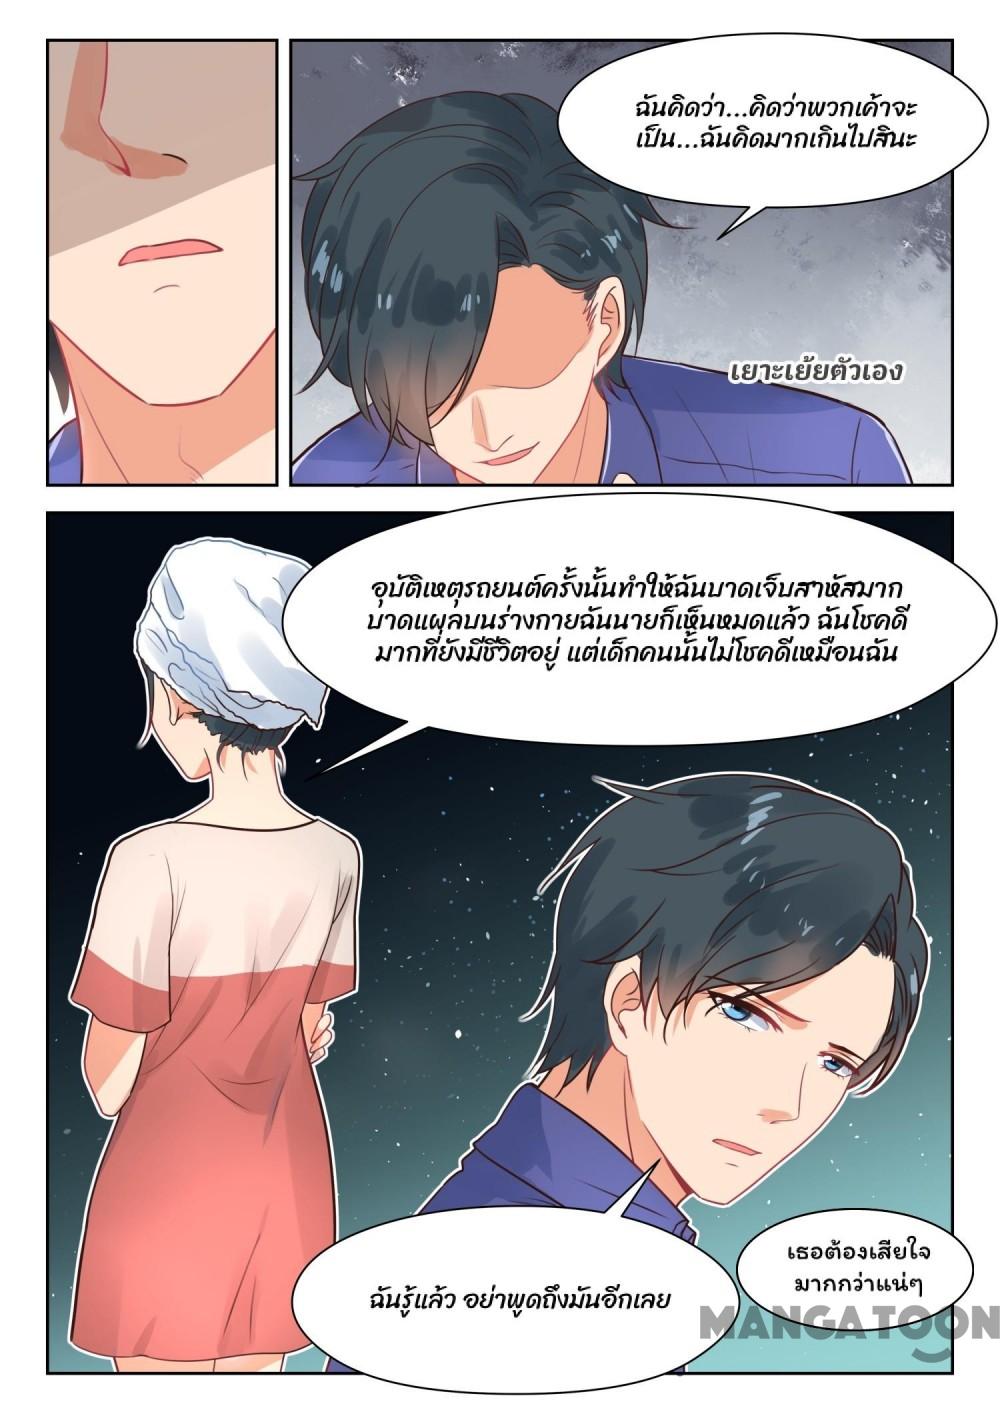 ฉันคิดว่า...คิดว่าพวกเค้าจะ
เป็น...ฉันคิดมากเกินไปสินะ
เยาะเย้ยตัวเอง
อุบัติเหตุรถยนต์ครั้งนั้นทำให้ฉันบาดเจ็บสาหัสมาก
บาดแผลบนร่างกายฉันนายก็เห็นหมดแล้ว ฉันโชคดี
มากที่ยังมีชีวิตอยู่ แต่เด็กคนนั้นไม่โชคดีเหมือนฉัน
ฉันรู้แล้ว อย่าพูดถึงมันอีกเลย
เธอต้องเสียใจ
มากกว่าแน่ๆ
MANGATOON